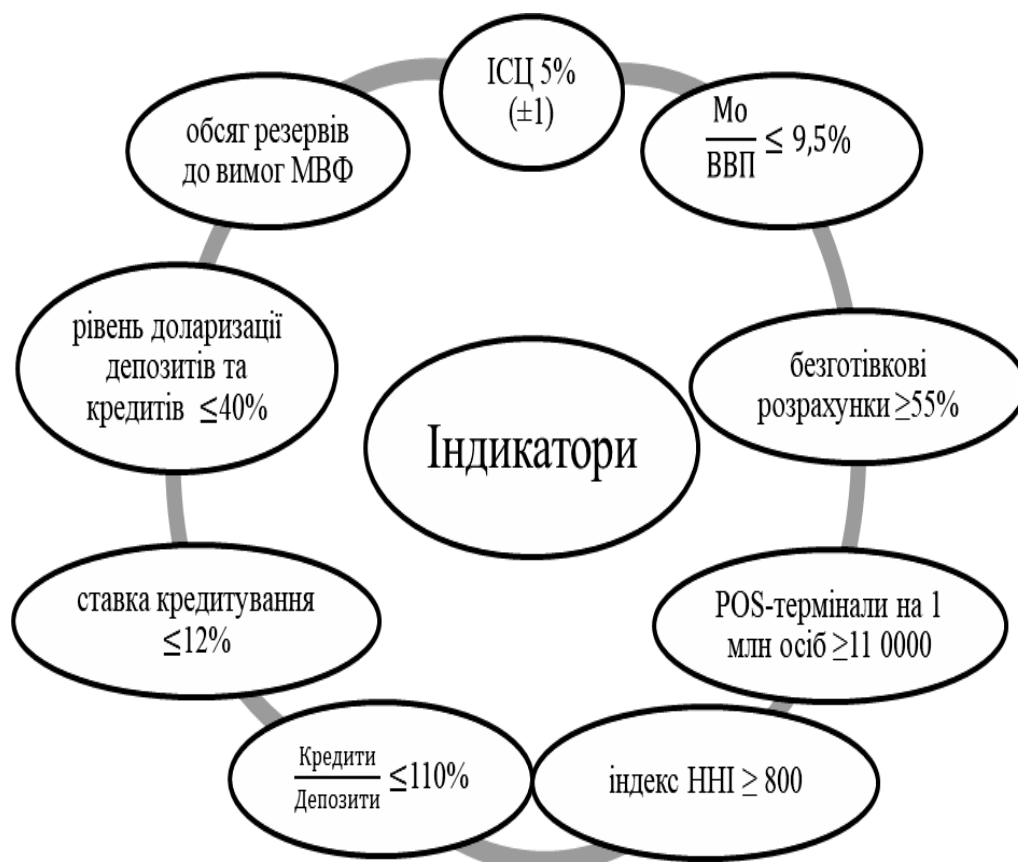 ІСЦ 5%
(±1)
Мо
ВВП
≤ 9,5%
безготівкові
розрахунки ≥55%
POS-термінали на 1
млн осіб ≥11 0000
індекс ННІ ≥ 800
Кредити
Депозити
≤110%
ставка кредитування
≤12%
рівень доларизації
депозитів та
кредитів ≤40%
обсяг резервів
до вимог МВФ
Індикатори